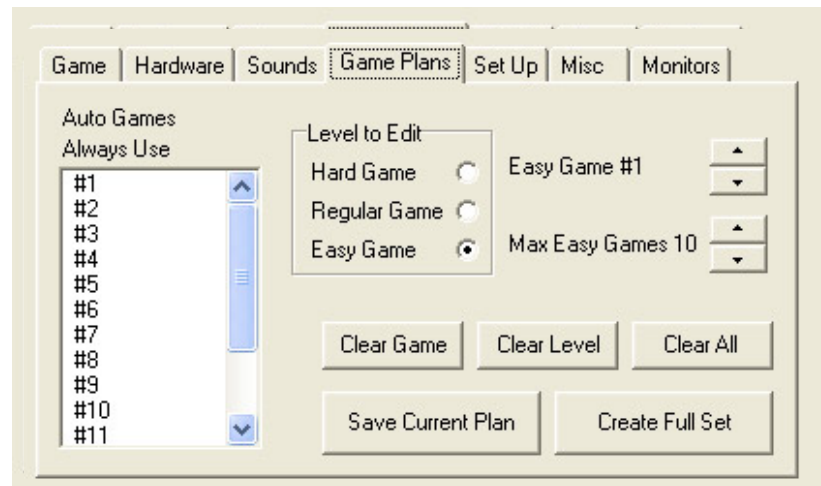 Game Hardware Sounds Game Plans Set Up Misc Monitors
Auto Games
Always Use
#1
#2
#3
#4
#5
#6
#7
#8
#9
#10
#11
Level to Edit
Hard Game
Regular Game
Easy Game
Easy Game #1
Max Easy Games 10
Clear Game Clear Level Clear All
Save Current Plan Create Full Set